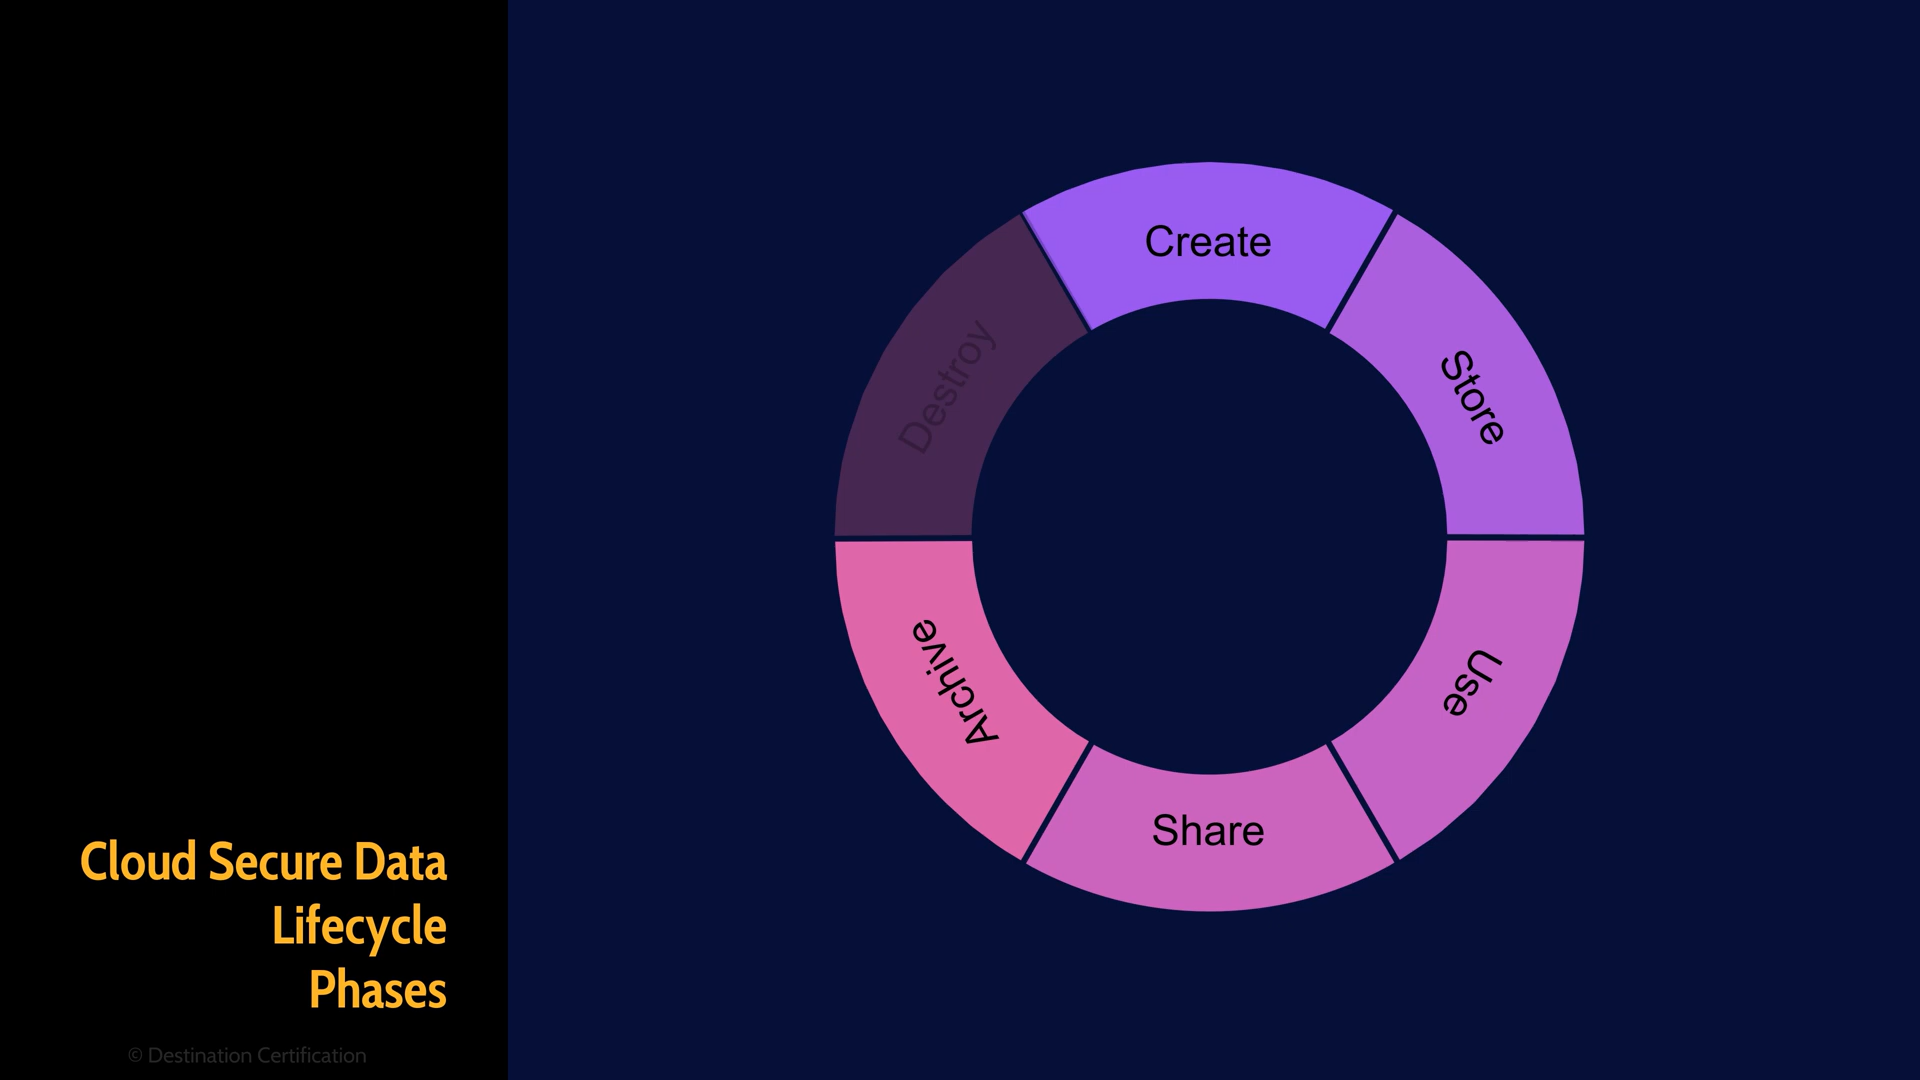 Create
Store
Use
Share
Archive
Destroy
Cloud Secure Data
Lifecycle
Phases
© Destination Certification